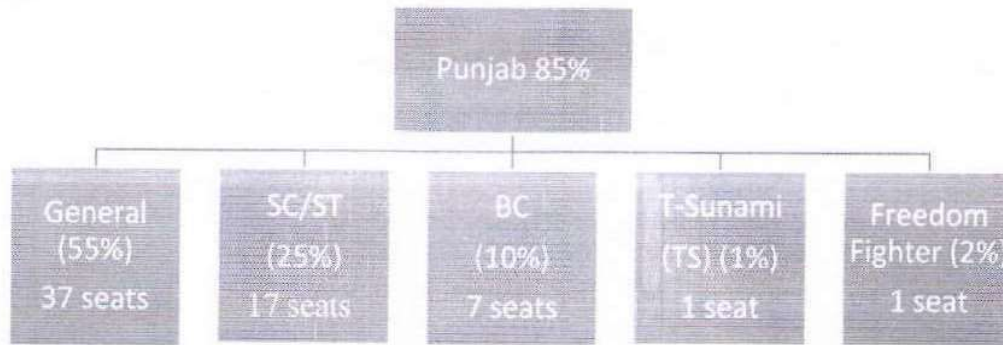 Punjab 85%
General
(55%)
37 seats
SC/ST
(25%)
17 seats
BC
(10%)
7 seats
T-Sunami
(TS) (1%)
1 seat
Freedom
Fighter (2%)
1 seat